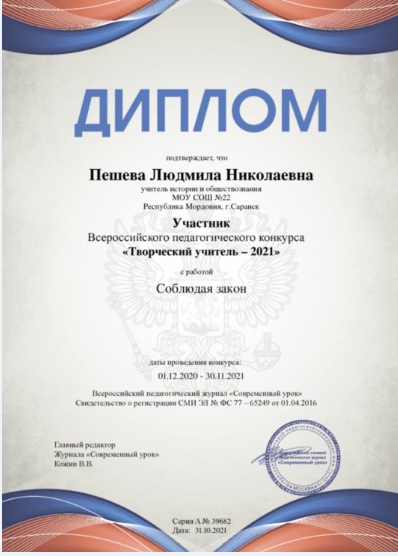 ДИПЛОМ
подтверждает, что
Пешева Людмила Николаевна
учитель истории и обществознания
МОУ СОШ №22
Республика Мордовия, г.Саранск
Участник
Всероссийского педагогического конкурса
«Творческий учитель – 2021»
с работой
Соблюдая закон
даты проведения конкурса:
01.12.2020 - 30.11.2021
Всероссийский педагогический журнал «Современный урок»
Свидетельство о регистрации СМИ ЭЛ № ФС 77 – 65249 от 01.04.2016
Главный редактор
Журнала «Современный урок»
Кожин В.В.
«Современный урок»
Серия А № 39682
Дата: 31.10.2021